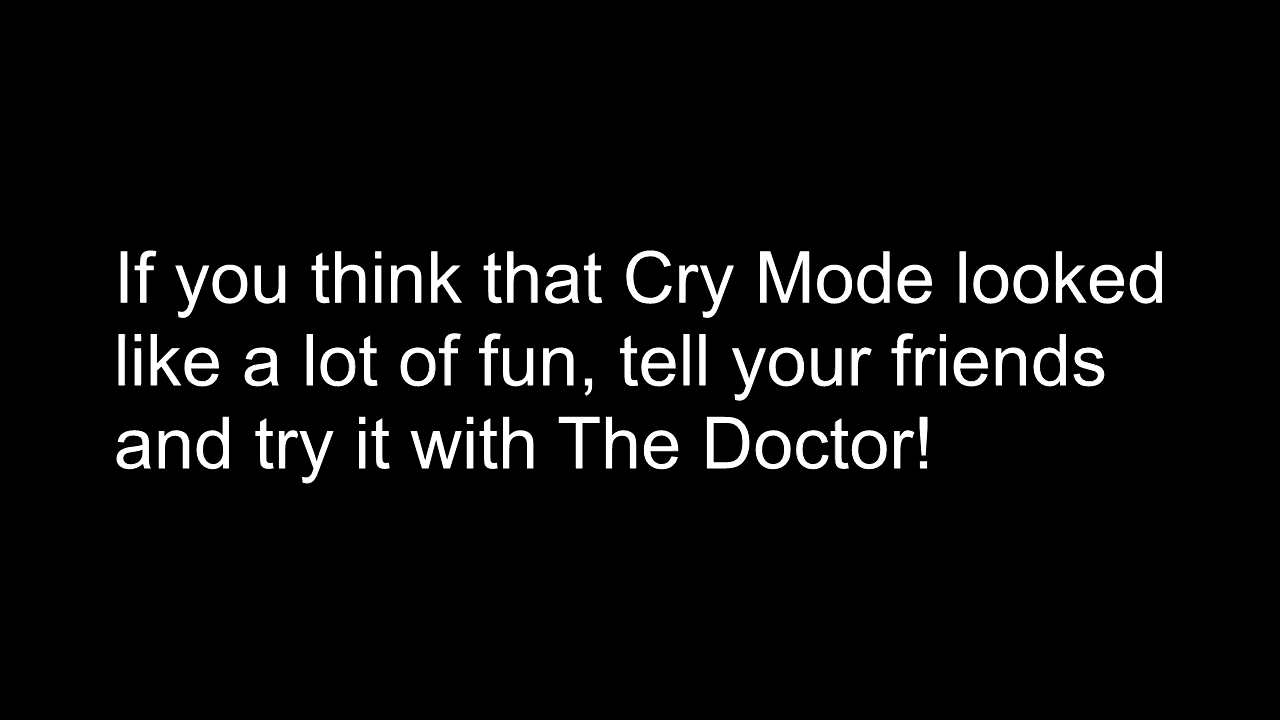 If you think that Cry Mode looked
like a lot of fun, tell your friends
and try it with The Doctor!